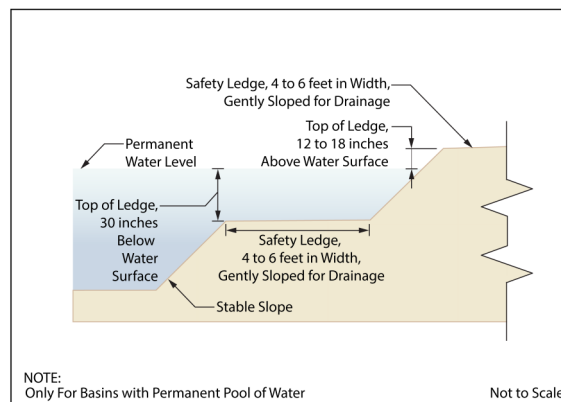 Safety Ledge, 4 to 6 feet in Width,
Gently Sloped for Drainage
Top of Ledge,
12 to 18 inches
Above Water Surface
Permanent
Water Level
Top of Ledge,
30 inches
Below
Water
Surface
Safety Ledge,
4 to 6 feet in Width,
Gently Sloped for Drainage
Stable Slope
NOTE:
Only For Basins with Permanent Pool of Water
Not to Scale